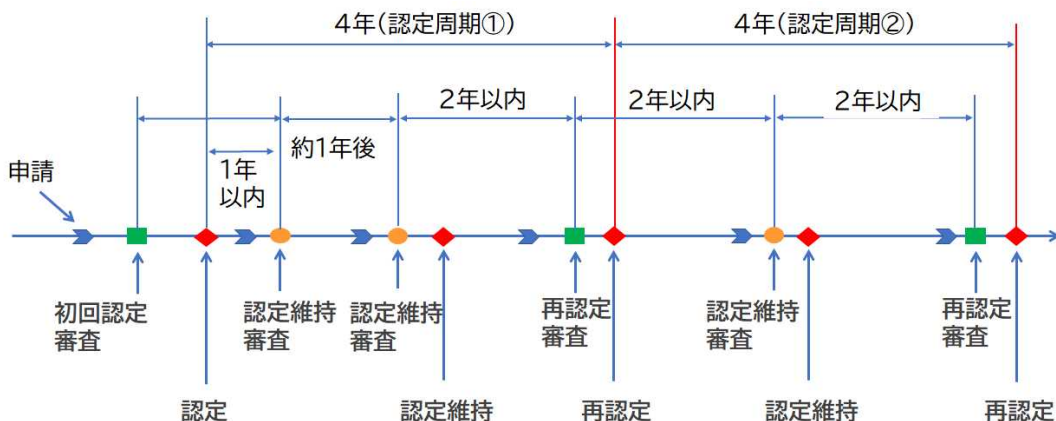 4年(認定周期①)
4年(認定周期②)
2年以内
2年以内
2年以内
約1年後
1年
以内
申請
初回認定
審査
認定維持
審査
認定維持
審査
再認定
審査
認定維持
審査
再認定
審査
認定
認定維持
再認定
認定維持
再認定